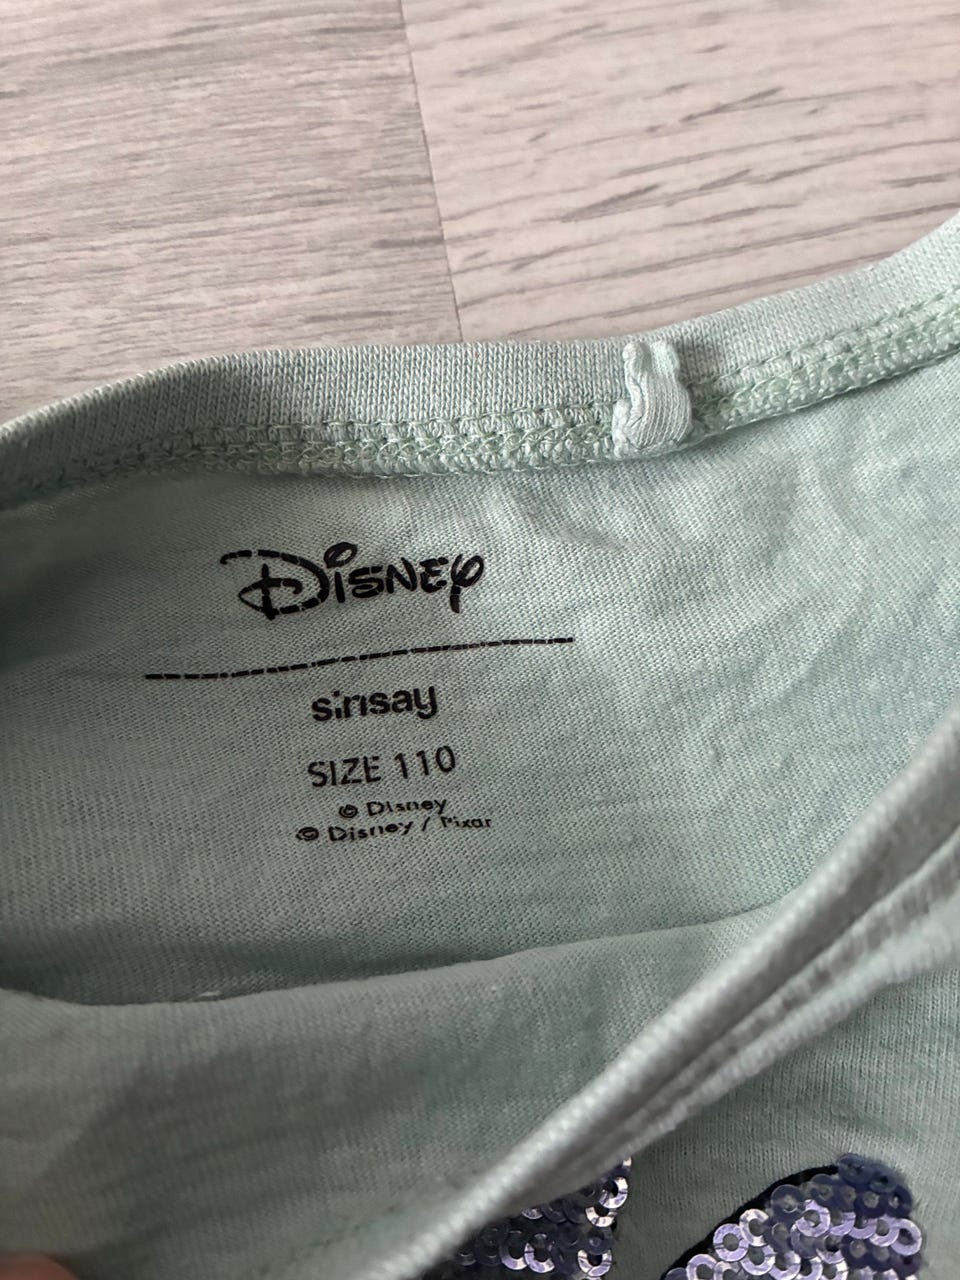 Disney
sinsay
SIZE 110
© Disney
© Disney / Pixar